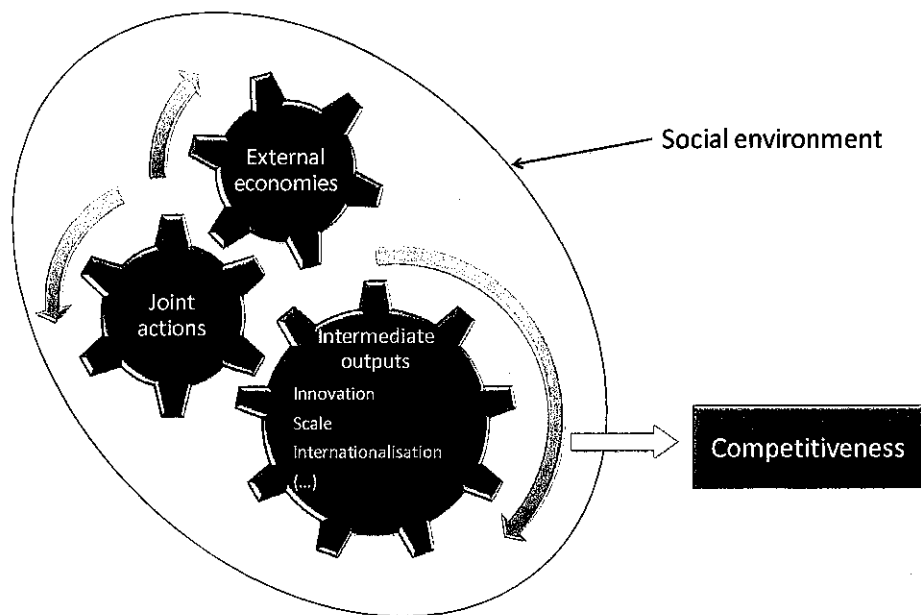 External
economies
Social environment
Joint
actions
Intermediate
outputs
Innovation
Scale
Internationalisation
(...)
Competitiveness